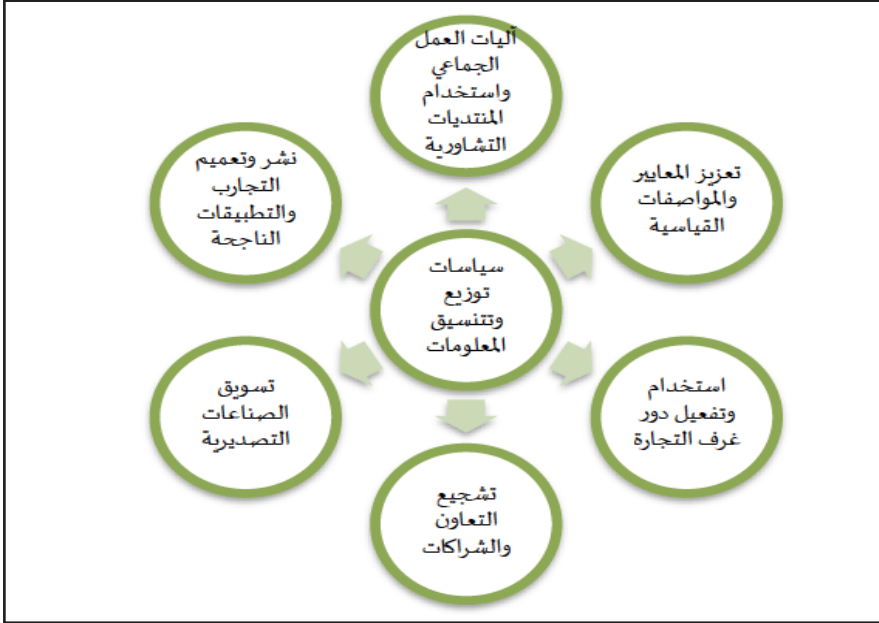 آليات العمل
الجماعي
واستخدام
المنتديات
التشاورية
تعزيز المعايير
والمواصفات
القياسية
نشر وتعميم
التجارب
والتطبيقات
الناجحة
سياسات
توزيع
وتتنسيق
المعلومات
استخدام
وتفعيل دور
غرف التجارة
تسويق
الصناعات
التصديرية
تشجيع
التعاون
والشراكات